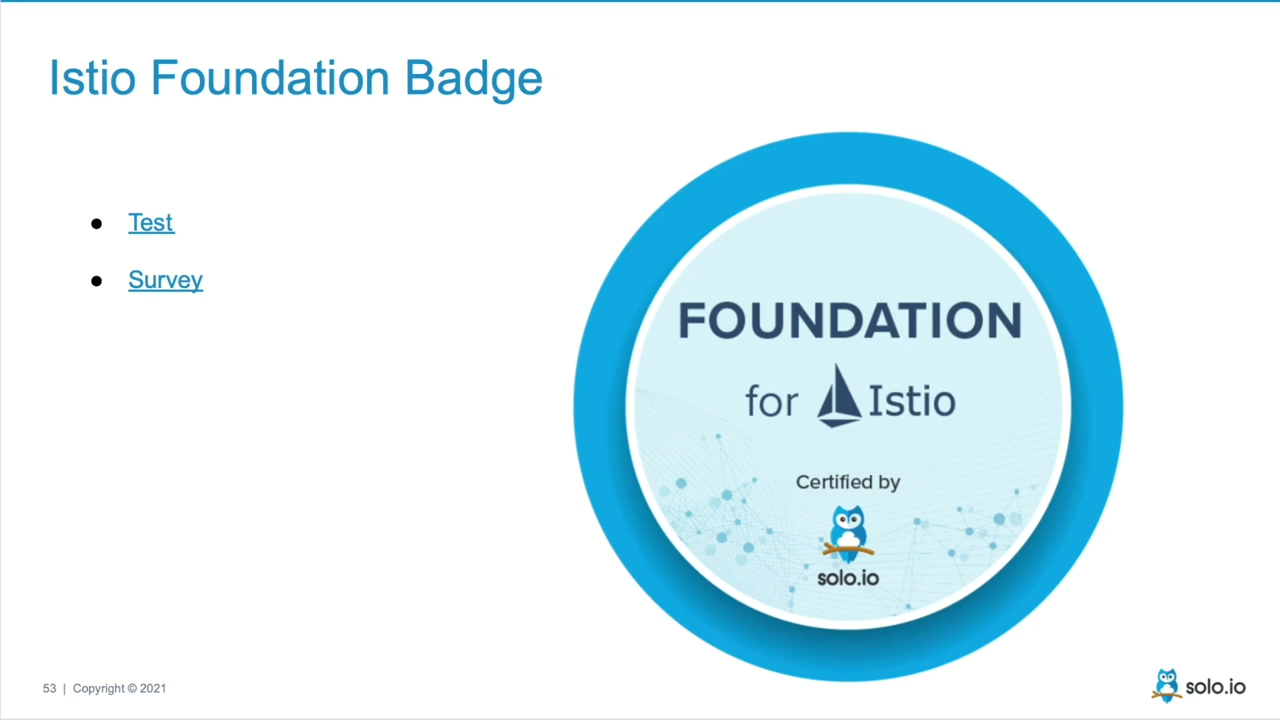 Istio Foundation Badge
● Test
● Survey
FOUNDATION
for Istio
Certified by
solo.io
53 | Copyright © 2021
solo.io